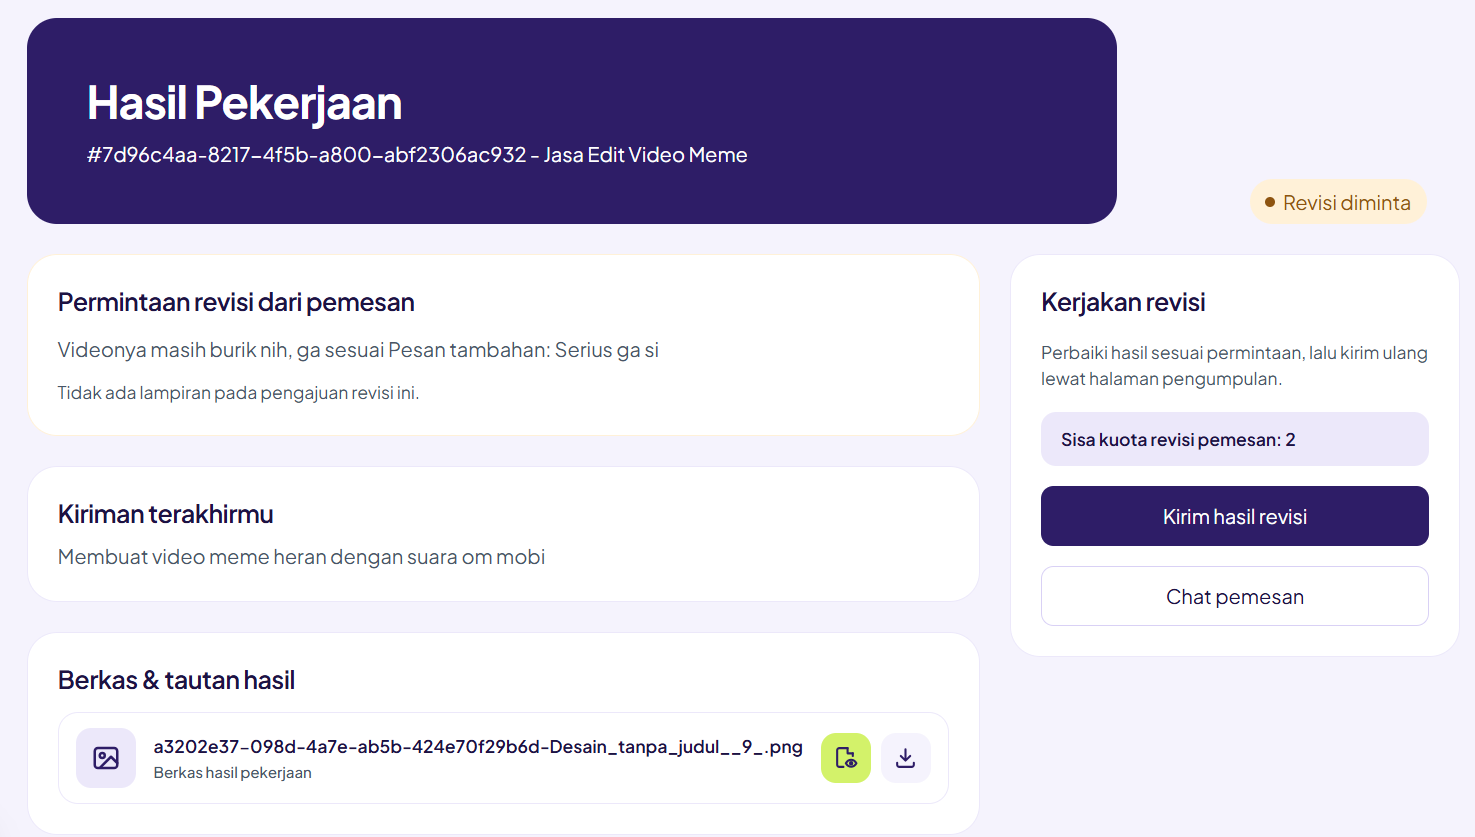 Hasil Pekerjaan
#7d96c4aa-8217-4f5b-a800-abf2306ac932 - Jasa Edit Video Meme
Revisi diminta
Permintaan revisi dari pemesan
Videonya masih burik nih, ga sesuai Pesan tambahan: Serius ga si
Tidak ada lampiran pada pengajuan revisi ini.
Kiriman terakhirmu
Membuat video meme heran dengan suara om mobi
Berkas & tautan hasil
a3202e37-098d-4a7e-ab5b-424e70f29b6d-Desain_tanpa_judul__9_.png
Berkas hasil pekerjaan
Kerjakan revisi
Perbaiki hasil sesuai permintaan, lalu kirim ulang
lewat halaman pengumpulan.
Sisa kuota revisi pemesan: 2
Kirim hasil revisi
Chat pemesan